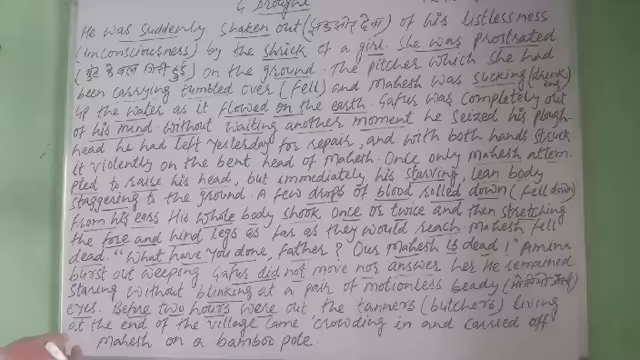 4 Drought
He was suddenly shaken out (झकझोर देना) of his listlessness
(unconsciousness) by the shrick of a girl. She was prostrated
(मुँह के बल गिरी हुई) on the ground. The pitcher which she had
been carrying tumbled over (fell) and Mahesh was sucking (drink
ing)
up the water as it flowed on the earth. Gafur was completely out
of his mind. Without waiting another moment he seized his plough-
head he had left yesterday for repair, and with both hands struck
it violently on the bent head of Mahesh. Once only Mahesh attem-
pted to raise his head, but immediately his starving, lean body
staggering to the ground. A few drops of blood rolled down (fell down)
from his ears His whole body shook once or twice and then stretching
the fore and hind legs as far as they would reach. Mahesh fell
dead. "What have you done, father? Our Mahesh is dead!" Amina
burst out weeping Gafur did not move nor answer her He remained
staring without blinking at a pair of motionless beady eyes.
Before two hours were out the tanners (butchers) living
at the end of the village came crowding in and carried off
Mahesh on a bamboo pole.